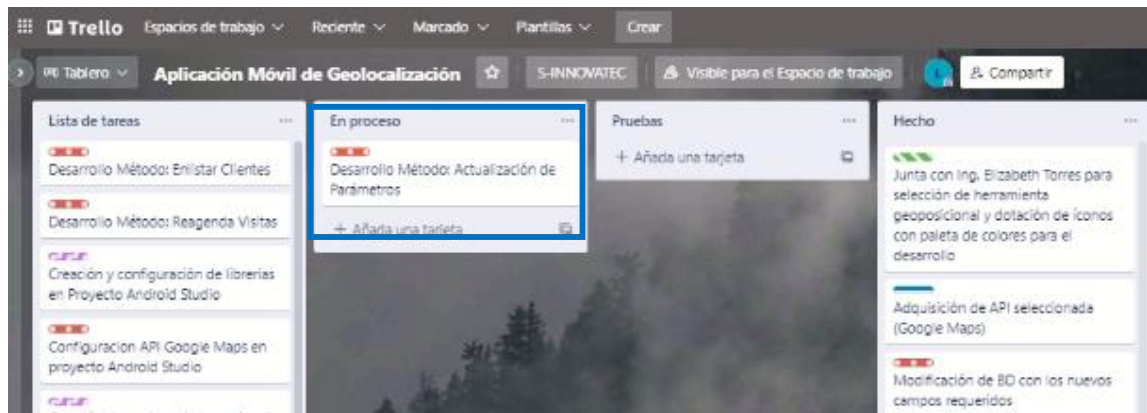 Trello Espacios de trabajo Reciente Marcado Plantillas Crear
Tablero Aplicación Móvil de Geolocalización S-INNOVATEC Visible para el Espacio de trabajo Compartir
Lista de tareas
Desarrollo Método: Enlistar Clientes
Desarrollo Método: Reagenda Visitas
Creación y configuración de librerias
en Proyecto Android Studio
Configuracion API Google Maps en
proyecto Android Studio
En proceso
Desarrollo Método: Actualización de
Parámetros
+ Añada una tarjeta
Pruebas
+ Añada una tarjeta
Hecho
Junta con Ing. Elizabeth Torres para
selección de herramienta
geoposicional y dotación de íconos
con paleta de colores para el
desarrollo
Adquisición de API seleccionada
(Google Maps)
Modificación de BD con los nuevos
campos requeridos